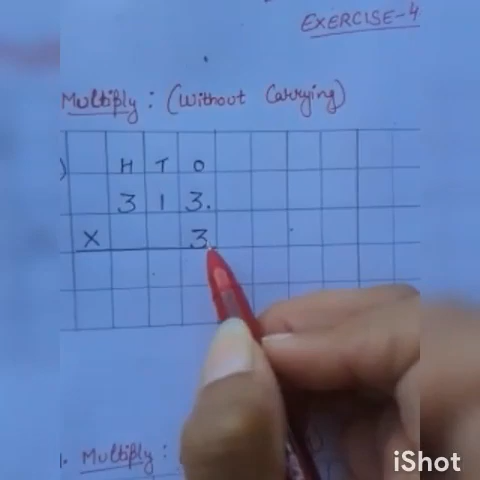 EXERCISE-4
Multiply: (Without Carrying)
)
H T O
3 1 3.
X 3.
. Multiply:
iShot